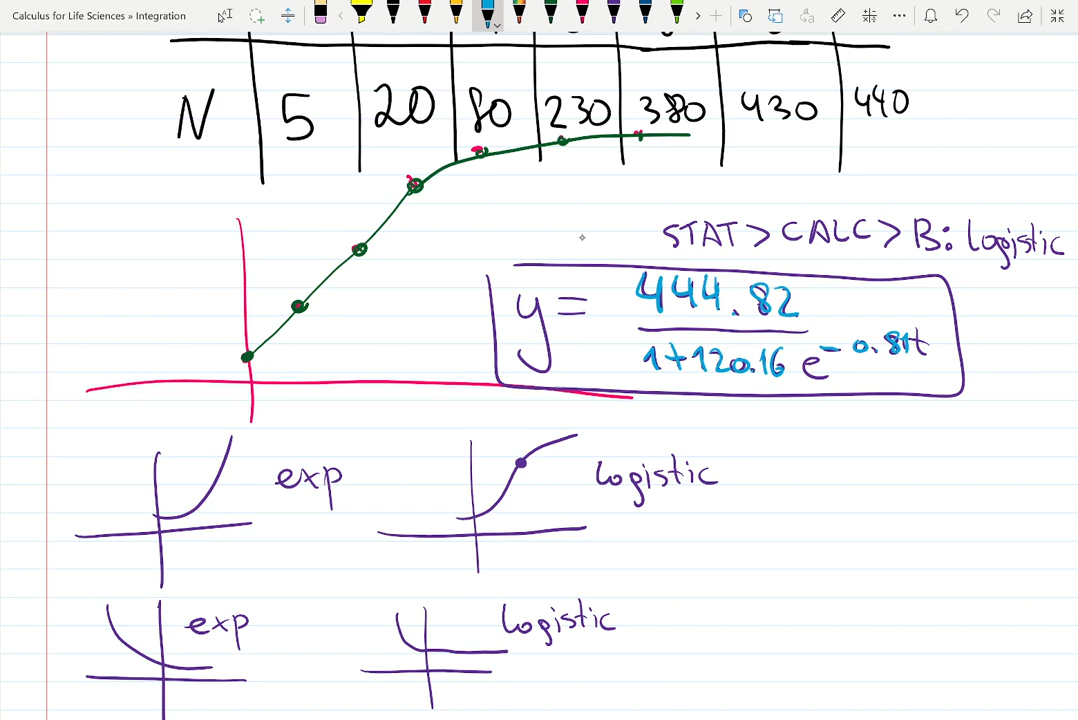 Calculus for Life Sciences » Integration
N 5 20 80 230 380 430 440
STAT > CALC > B: logistic
y = 444.82 / 1+120.16 e^-0.81t
exp logistic
exp logistic